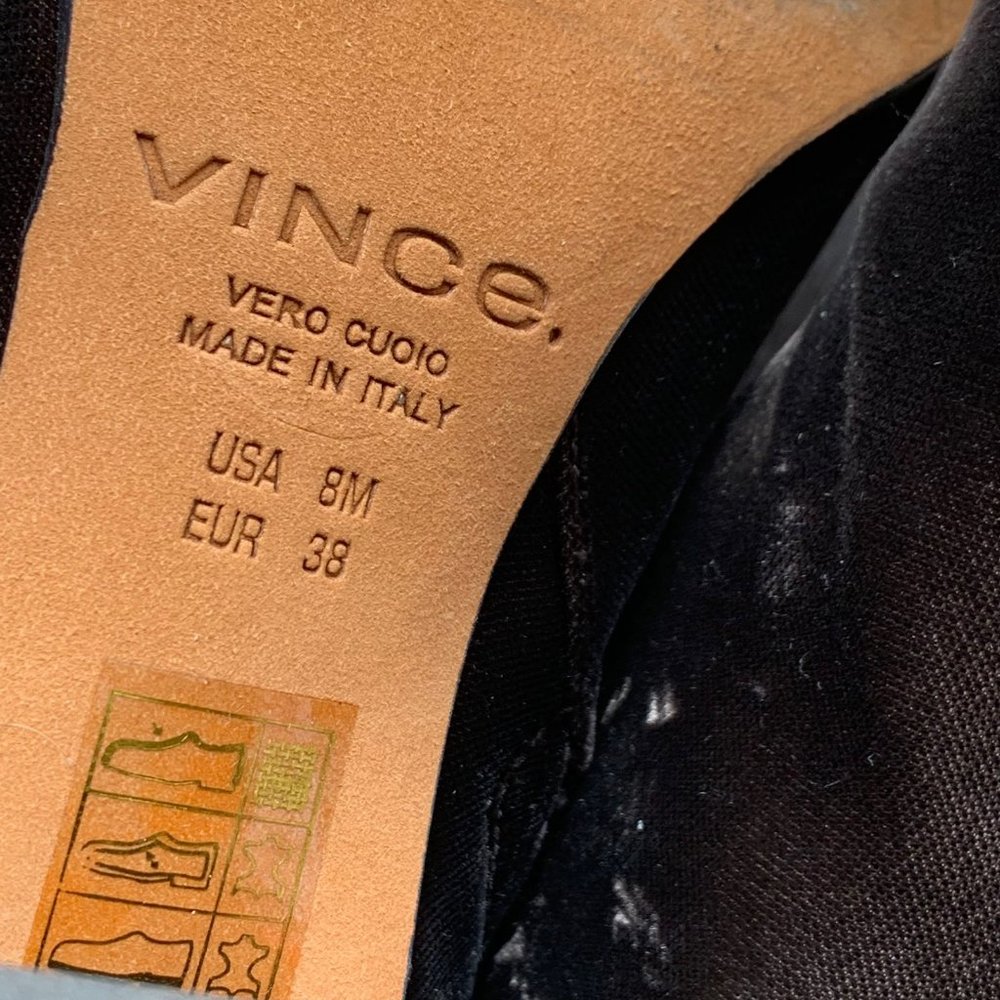 VINCe.
VERO CUOIO
MADE IN ITALY
USA 8M
EUR 38